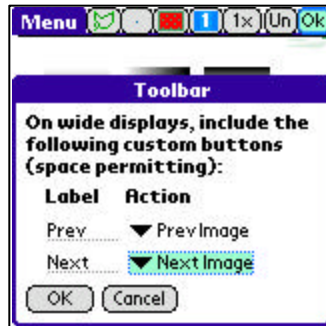 Menu 1 1x Un Ok
Toolbar
On wide displays, include the
following custom buttons
(space permitting):
Label Action
Prev Prev Image
Next Next Image
OK Cancel